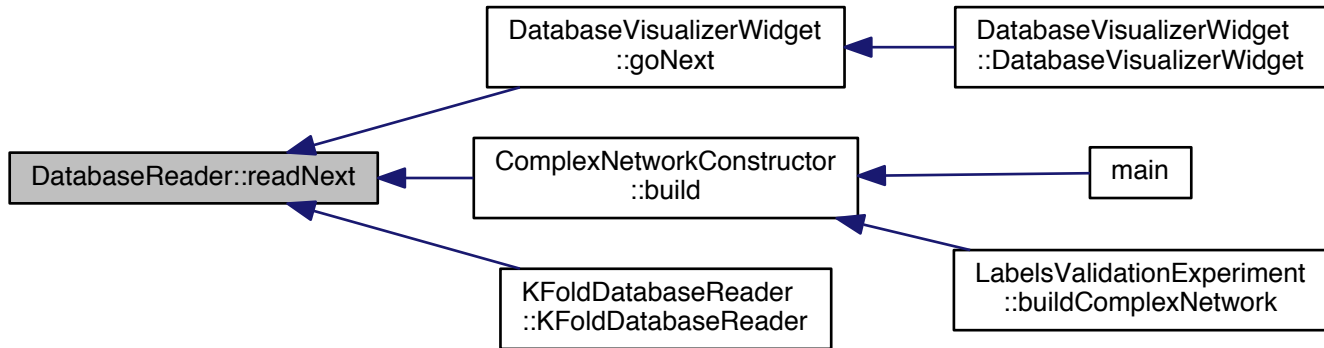 DatabaseVisualizerWidget
::goNext
DatabaseVisualizerWidget
::DatabaseVisualizerWidget
DatabaseReader::readNext
ComplexNetworkConstructor
::build
main
KFoldDatabaseReader
::KFoldDatabaseReader
LabelsValidationExperiment
::buildComplexNetwork